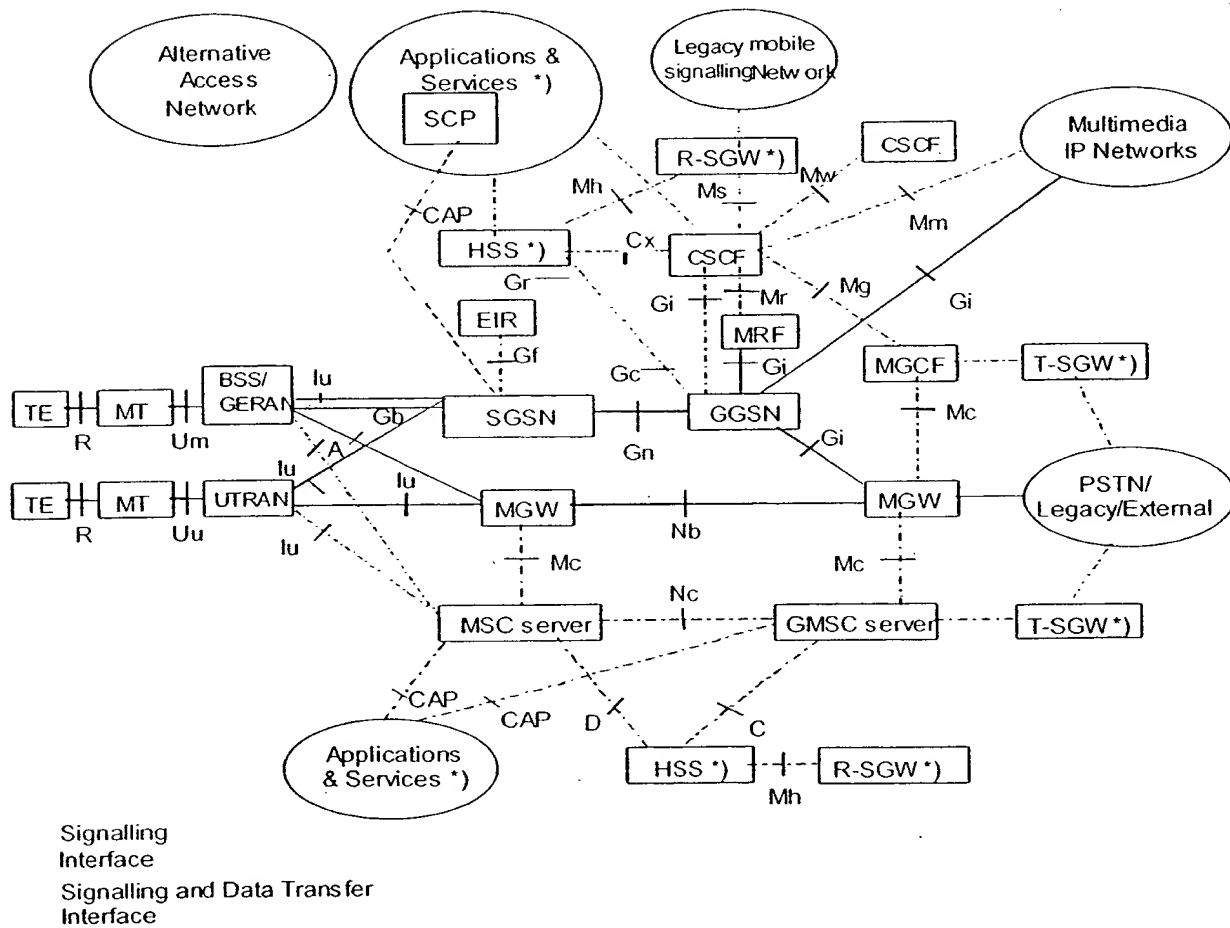 Alternative
Access
Network
Applications &
Services *)
SCP
Legacy mobile
signalling Network
Multimedia
IP Networks
CSCF
R-SGW *)
Mw
Mh
Ms
Mm
CAP
HSS *)
Cx
CSCF
Gr
Gi
Mr
Mg
Gi
EIR
MRF
Gf
Gc
Gi
MGCF
T-SGW *)
BSS/
GERAN
Iu
TE
MT
Gb
SGSN
GGSN
Mc
R
Um
A
Gn
Gi
Iu
Iu
PSTN/
Legacy/External
TE
MT
UTRAN
MGW
MGW
R
Uu
Nb
Iu
Mc
Mc
Nc
MSC server
GMSC server
T-SGW *)
CAP
CAP
D
C
Applications
& Services *)
HSS *)
R-SGW *)
Mh
Signalling
Interface
Signalling and Data Transfer
Interface